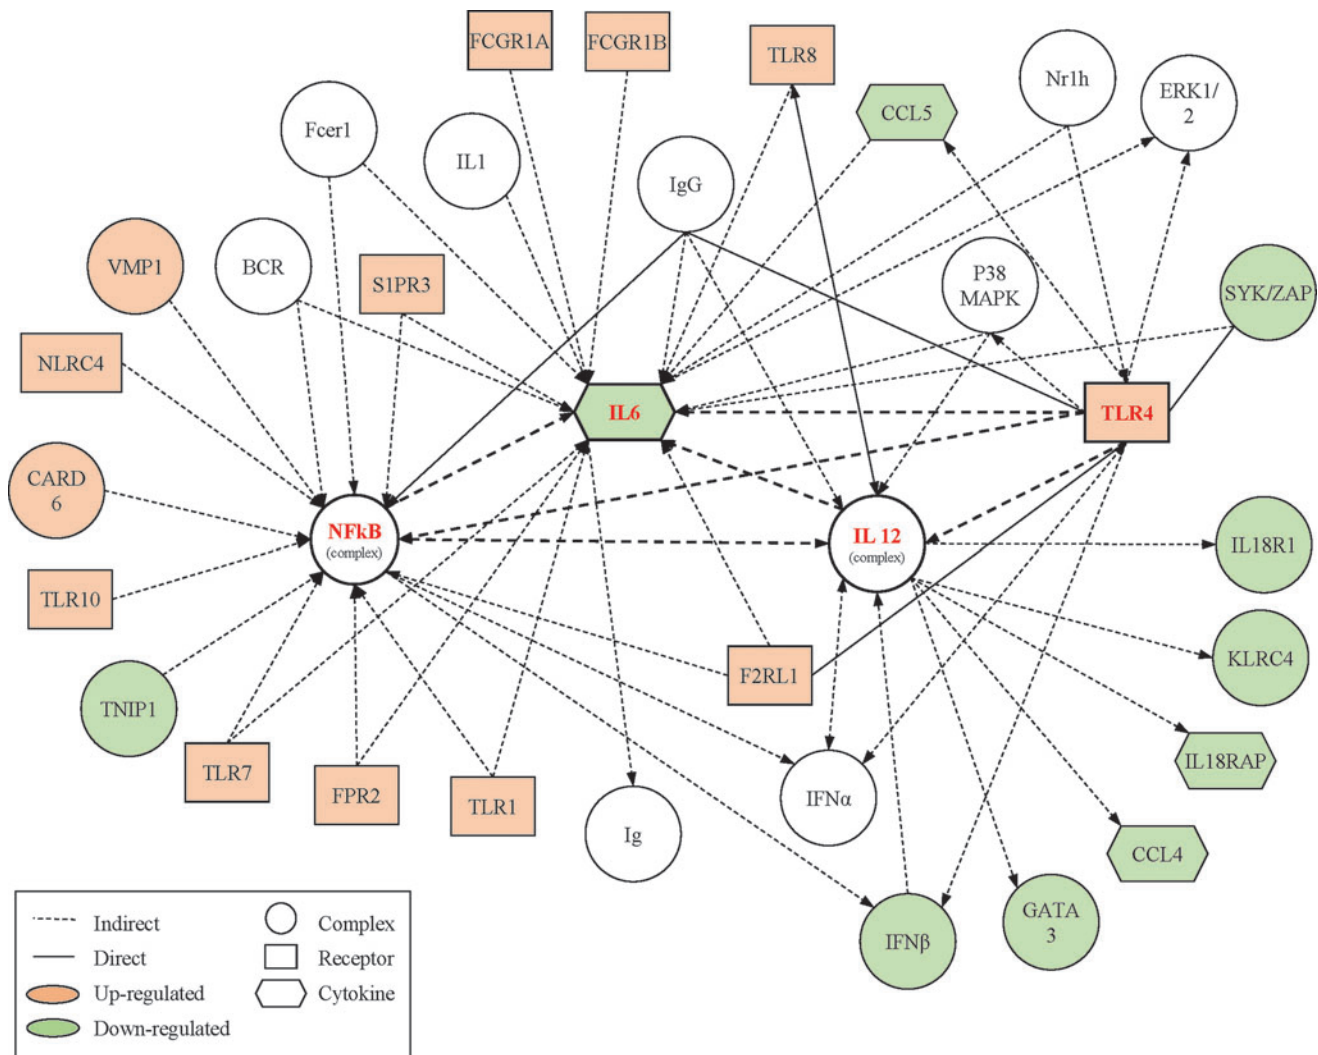 FCGR1A
FCGR1B
TLR8
CCL5
Nr1h
ERK1/
2
Fcer1
IL1
IgG
VMP1
BCR
S1PR3
P38
MAPK
SYK/ZAP
NLRC4
IL6
TLR4
CARD
6
NFkB
(complex)
IL 12
(complex)
IL18R1
TLR10
TNIP1
F2RL1
KLRC4
TLR7
FPR2
TLR1
Ig
IFNα
IL18RAP
CCL4
IFNβ
GATA
3
Indirect
Direct
Up-regulated
Down-regulated
Complex
Receptor
Cytokine